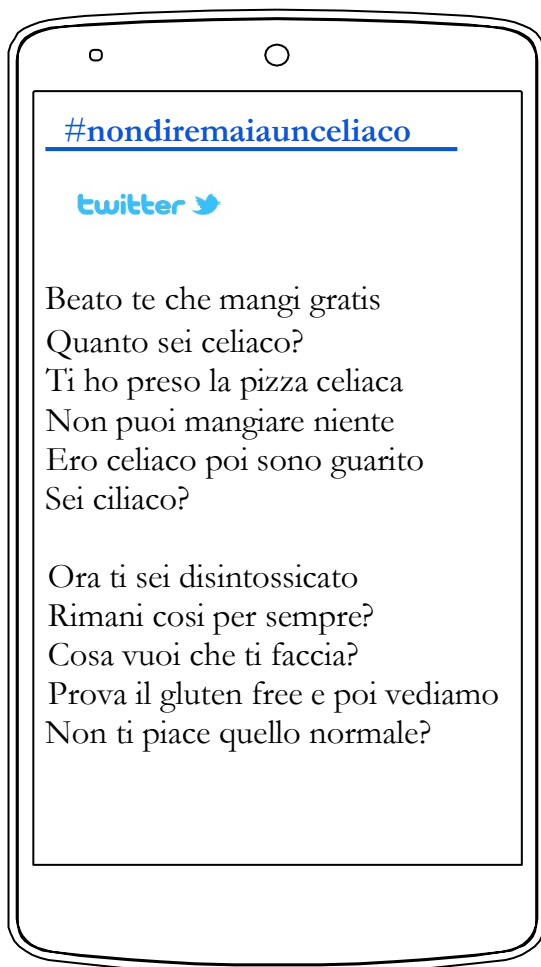 #nondiremaiaunceliaco
twitter
Beato te che mangi gratis
Quanto sei celiaco?
Ti ho preso la pizza celiaca
Non puoi mangiare niente
Ero celiaco poi sono guarito
Sei ciliaco?
Ora ti sei disintossicato
Rimani cosi per sempre?
Cosa vuoi che ti faccia?
Prova il gluten free e poi vediamo
Non ti piace quello normale?